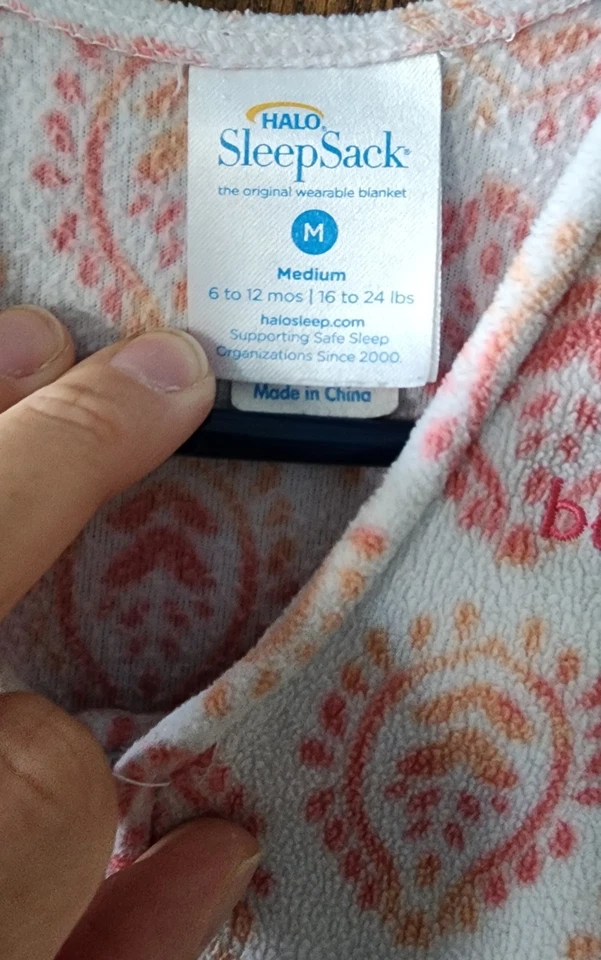 HALO®
SleepSack®
the original wearable blanket
M
Medium
6 to 12 mos | 16 to 24 lbs
halosleep.com
Supporting Safe Sleep
Organizations Since 2000.
Made in China